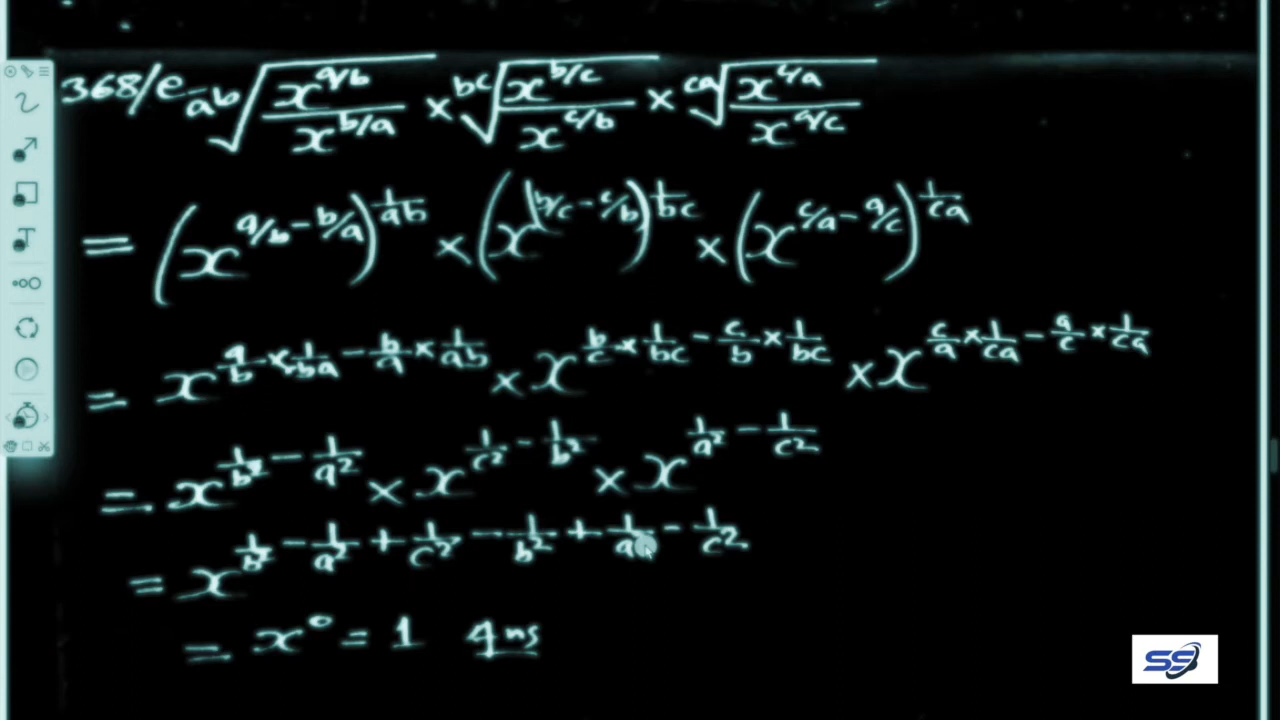 368/e ᵃᵇ√(x^(a/b) / x^(b/a)) × ᵇᶜ√(x^(b/c) / x^(c/b)) × ᶜᵃ√(x^(c/a) / x^(a/c))
= (x^(a/b - b/a))^(1/ab) × (x^(b/c - c/b))^(1/bc) × (x^(c/a - a/c))^(1/ca)
= x^(a/b × 1/ba - b/a × 1/ab) × x^(b/c × 1/bc - c/b × 1/bc) × x^(c/a × 1/ca - a/c × 1/ca)
= x^(1/b² - 1/a²) × x^(1/c² - 1/b²) × x^(1/a² - 1/c²)
= x^(1/b² - 1/a² + 1/c² - 1/b² + 1/a² - 1/c²)
= x⁰ = 1 Ans
T
SS